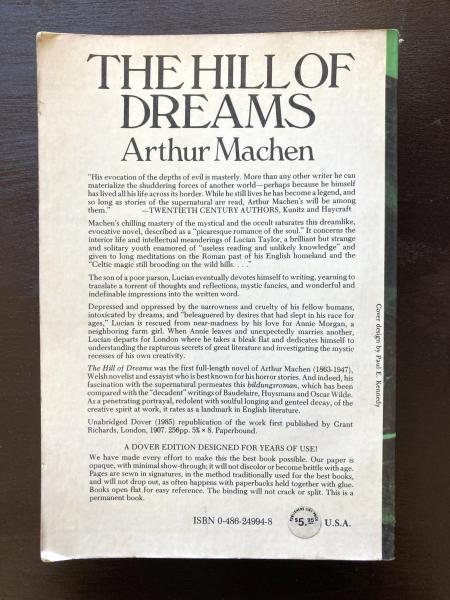 THE HILL OF
DREAMS
Arthur Machen
"His evocation of the depths of evil is masterly. More than any other writer he can
materialize the shuddering forces of another world—perhaps because he himself
has lived all his life across its border. While he still lives he has become a legend, and
so long as stories of the supernatural are read, Arthur Machen's will be among
them." —TWENTIETH CENTURY AUTHORS, Kunitz and Haycraft
Machen's chilling mastery of the mystical and the occult saturates this dreamlike,
evocative novel, described as a "picaresque romance of the soul." It concerns the
interior life and intellectual meanderings of Lucian Taylor, a brilliant but strange
and solitary youth enamored of "useless reading and unlikely knowledge" and
given to long meditations on the Roman past of his English homeland and the
"Celtic magic still brooding on the wild hills. . . ."
The son of a poor parson, Lucian eventually devotes himself to writing, yearning to
translate a torrent of thoughts and reflections, mystic fancies, and wonderful and
indefinable impressions into the written word.
Depressed and oppressed by the narrowness and cruelty of his fellow humans,
intoxicated by dreams, and "beleaguered by desires that had slept in his race for
ages," Lucian is rescued from near-madness by his love for Annie Morgan, a
neighboring farm girl. When Annie leaves and unexpectedly marries another,
Lucian departs for London where he takes a bleak flat and dedicates himself to
understanding the rapturous secrets of great literature and investigating the mystic
recesses of his own creativity.
The Hill of Dreams was the first full-length novel of Arthur Machen (1863-1947),
Welsh novelist and essayist who is best known for his horror stories. And indeed, his
fascination with the supernatural permeates this bildungsroman, which has been
compared with the "decadent" writings of Baudelaire, Huysmans and Oscar Wilde.
As a penetrating portrayal, redolent with soulful longing and genteel decay, of the
creative spirit at work, it rates as a landmark in English literature.
Unabridged Dover (1985) republication of the work first published by Grant
Richards, London, 1907. 256pp. 5⅜ × 8. Paperbound.
A DOVER EDITION DESIGNED FOR YEARS OF USE!
We have made every effort to make this the best book possible. Our paper is
opaque, with minimal show-through; it will not discolor or become brittle with age.
Pages are sewn in signatures, in the method traditionally used for the best books,
and will not drop out, as often happens with paperbacks held together with glue.
Books open flat for easy reference. The binding will not crack or split. This is a
permanent book.
ISBN 0-486-24994-8
$5.95
U.S.A.
Cover design by Paul E. Kennedy